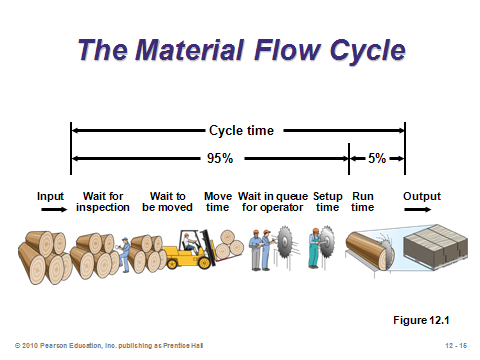 The Material Flow Cycle
Cycle time
95% 5%
Input Wait for inspection Wait to be moved Move time Wait in queue for operator Setup time Run time Output
Figure 12.1
© 2010 Pearson Education, Inc. publishing as Prentice Hall 12 - 15